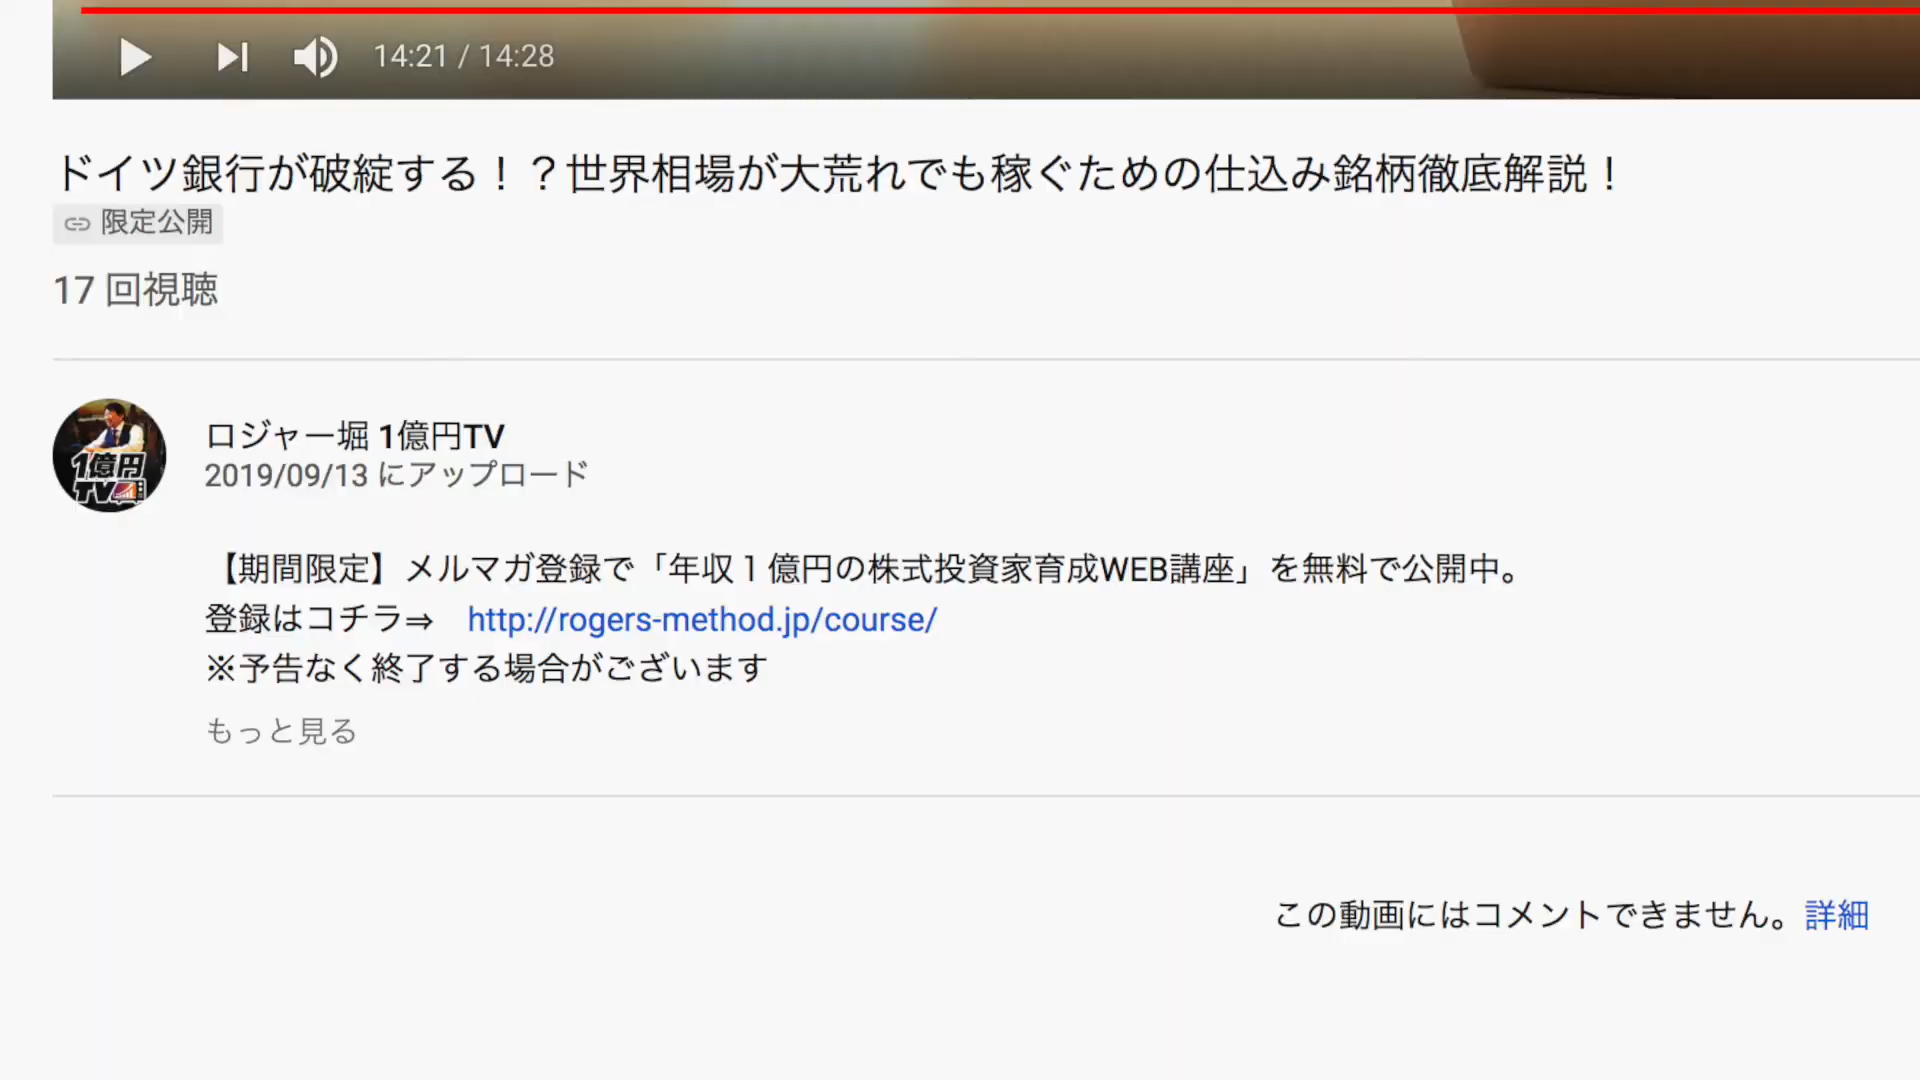 14:21 / 14:28
ドイツ銀行が破綻する！？世界相場が大荒れでも稼ぐための仕込み銘柄徹底解説！
限定公開
17 回視聴
1億円
TV
ロジャー堀 1億円TV
2019/09/13 にアップロード
【期間限定】メルマガ登録で「年収１億円の株式投資家育成WEB講座」を無料で公開中。
登録はコチラ⇒　http://rogers-method.jp/course/
※予告なく終了する場合がございます
もっと見る
この動画にはコメントできません。詳細